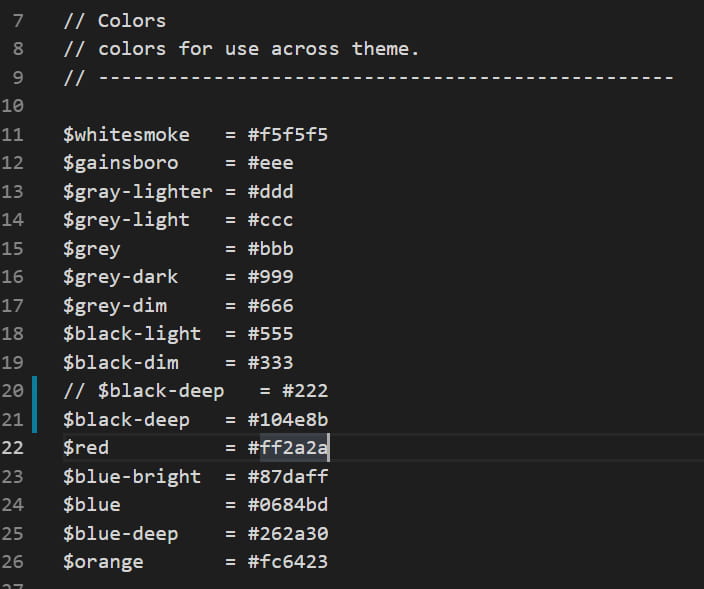 7 // Colors
8 // colors for use across theme.
9 // --------------------------------------------------
10
11 $whitesmoke   = #f5f5f5
12 $gainsboro    = #eee
13 $gray-lighter = #ddd
14 $grey-light   = #ccc
15 $grey         = #bbb
16 $grey-dark    = #999
17 $grey-dim     = #666
18 $black-light  = #555
19 $black-dim    = #333
20 // $black-deep   = #222
21 $black-deep   = #104e8b
22 $red          = #ff2a2a
23 $blue-bright  = #87daff
24 $blue         = #0684bd
25 $blue-deep    = #262a30
26 $orange       = #fc6423
27